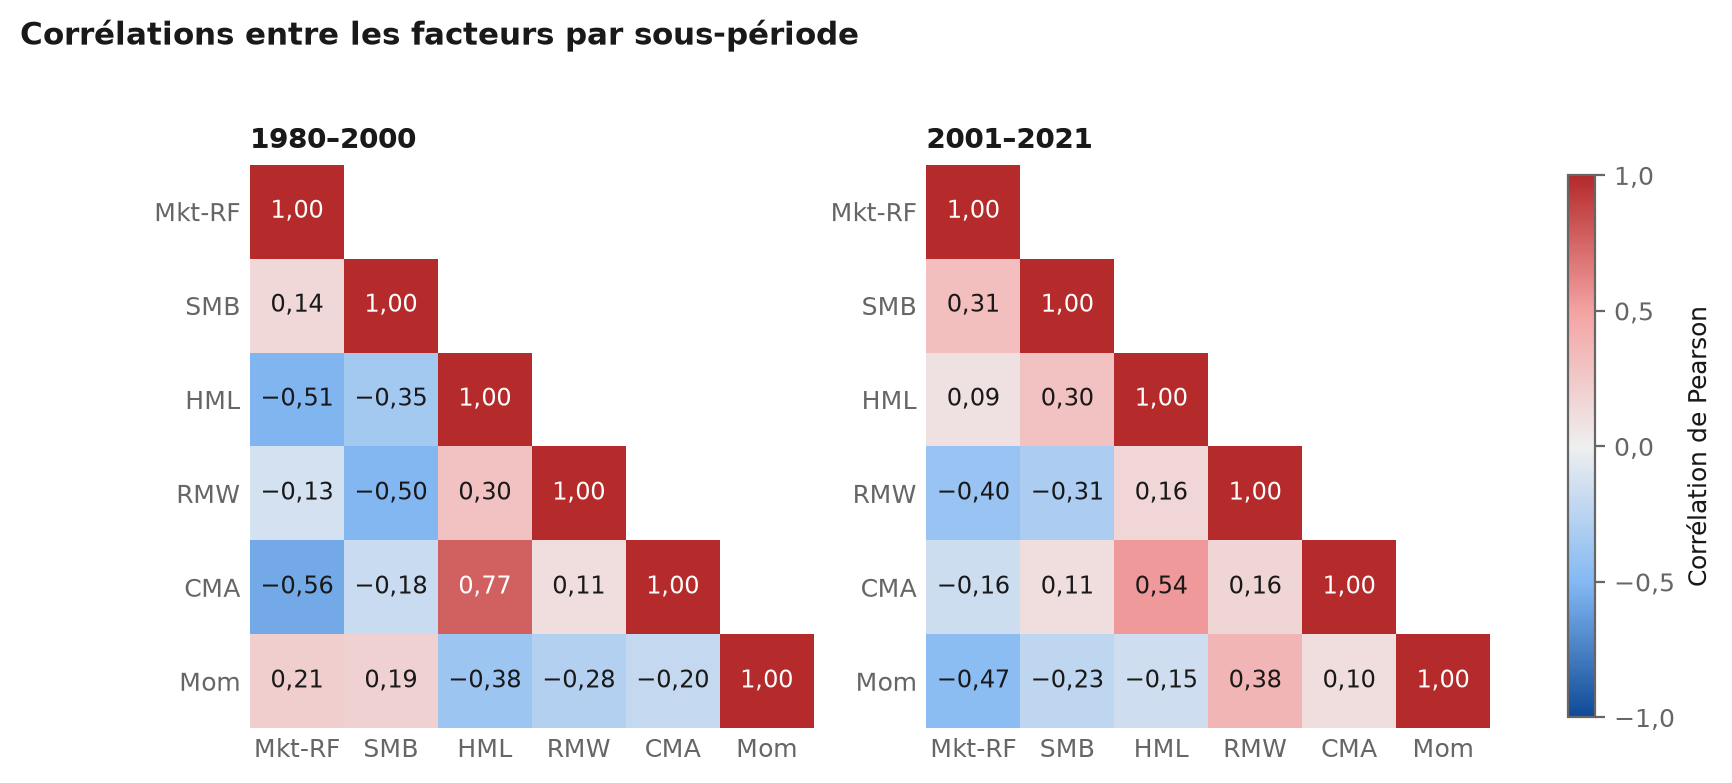 Corrélations entre les facteurs par sous-période
1980–2000
Mkt-RF 1,00
SMB 0,14 1,00
HML −0,51 −0,35 1,00
RMW −0,13 −0,50 0,30 1,00
CMA −0,56 −0,18 0,77 0,11 1,00
Mom 0,21 0,19 −0,38 −0,28 −0,20 1,00
Mkt-RF SMB HML RMW CMA Mom
2001–2021
Mkt-RF 1,00
SMB 0,31 1,00
HML 0,09 0,30 1,00
RMW −0,40 −0,31 0,16 1,00
CMA −0,16 0,11 0,54 0,16 1,00
Mom −0,47 −0,23 −0,15 0,38 0,10 1,00
Mkt-RF SMB HML RMW CMA Mom
1,0
0,5
0,0
−0,5
−1,0
Corrélation de Pearson